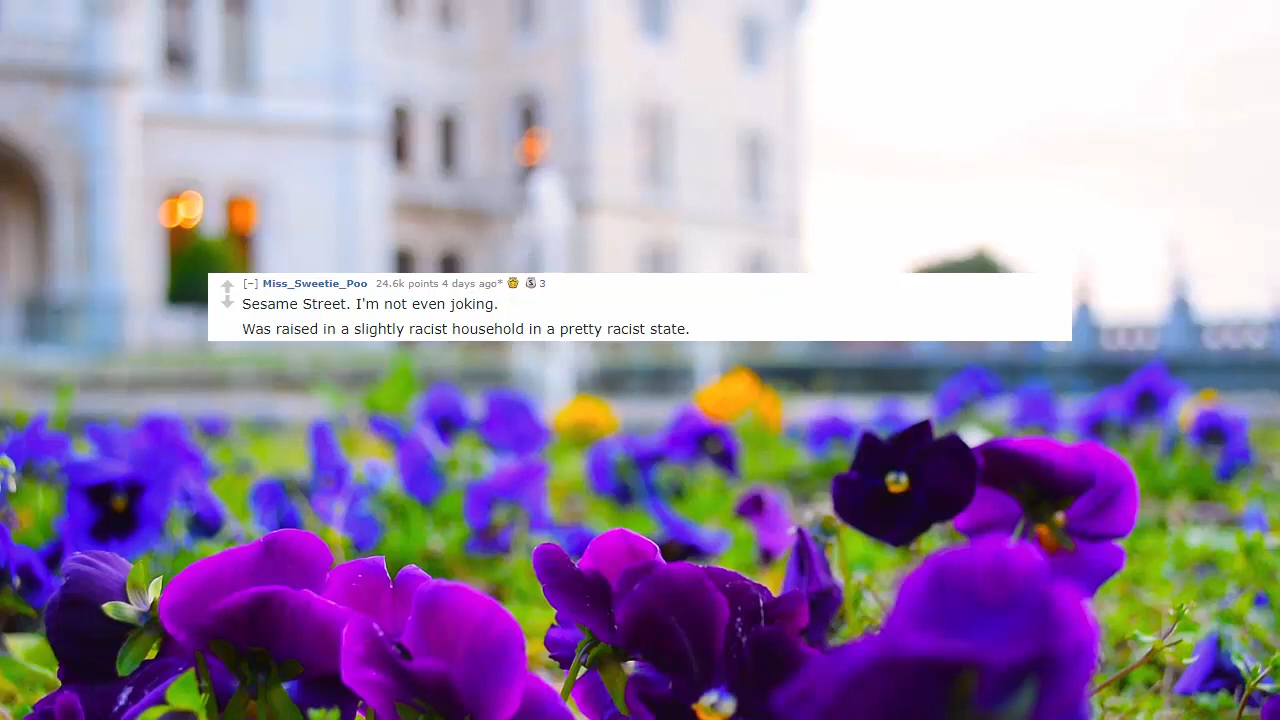 [–] Miss_Sweetie_Poo 24.6k points 4 days ago* 3
Sesame Street. I'm not even joking.
Was raised in a slightly racist household in a pretty racist state.